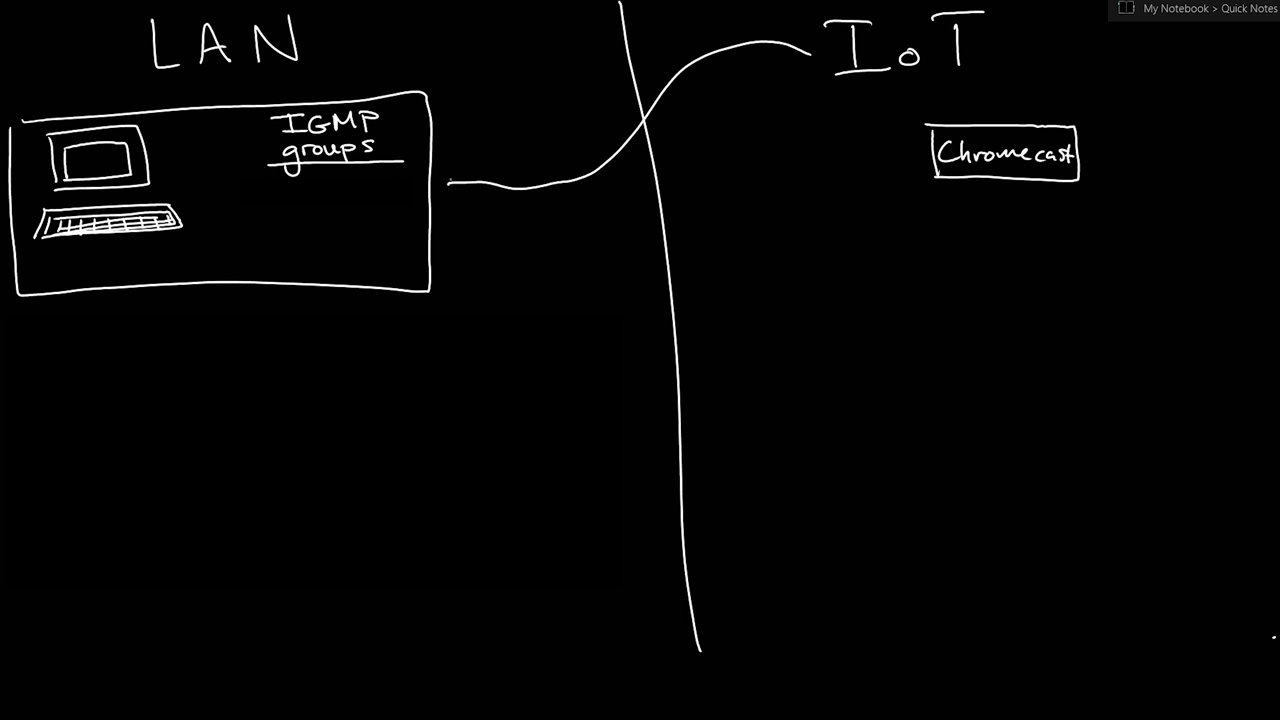 My Notebook > Quick Notes
LAN
IoT
IGMP
groups
Chromecast